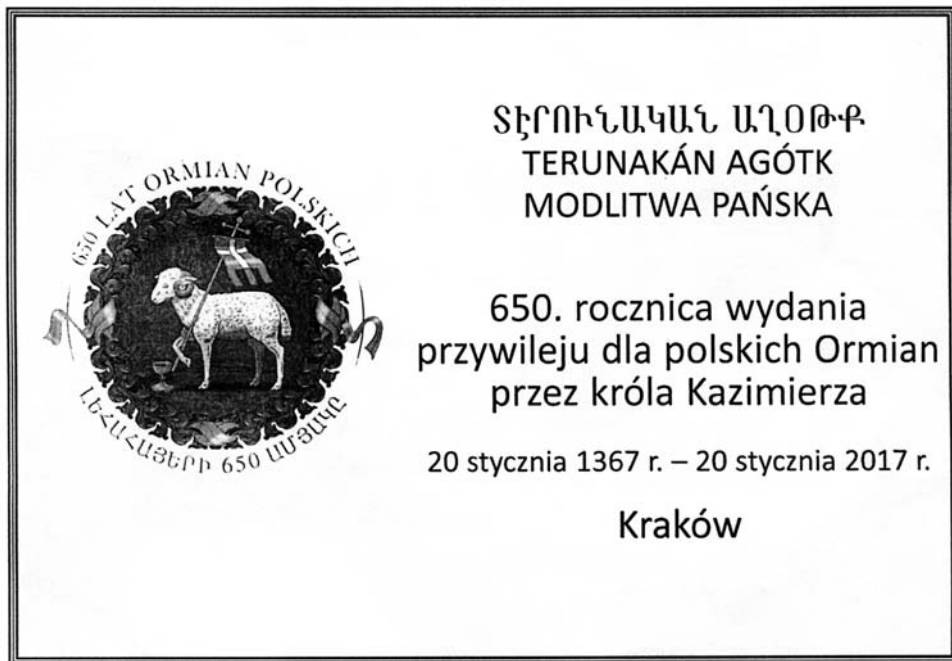 650 LAT ORMIAN POLSKICH
ԼԵՀԱՀԱՅԵՐԻ 650 ԱՄՅԱԿԸ
ՏԷՐՈՒՆԱԿԱՆ ԱՂՕԹՔ
TERUNAKÁN AGÓTK
MODLITWA PAŃSKA
650. rocznica wydania
przywileju dla polskich Ormian
przez króla Kazimierza
20 stycznia 1367 r. – 20 stycznia 2017 r.
Kraków